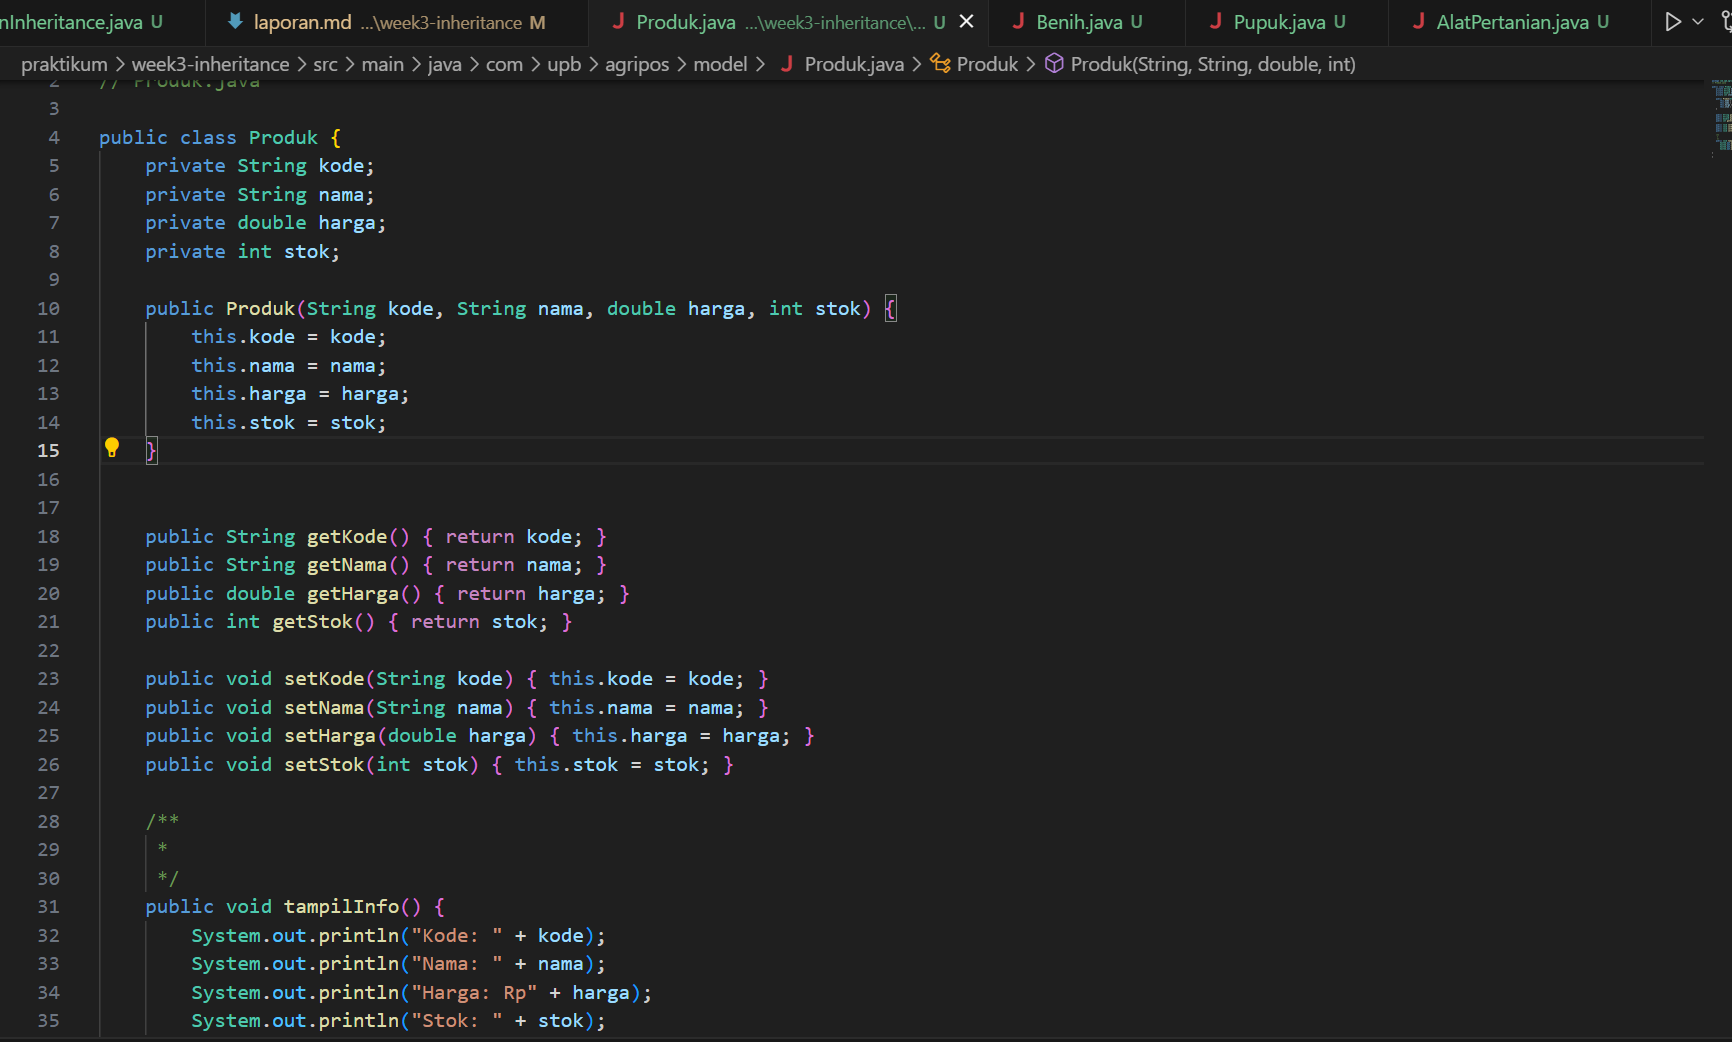 nInheritance.java U laporan.md ...\week3-inheritance M Produk.java ...\week3-inheritance\... U Benih.java U Pupuk.java U AlatPertanian.java U
praktikum > week3-inheritance > src > main > java > com > upb > agripos > model > Produk.java > Produk > Produk(String, String, double, int)
2 // Produk.java
3
4 public class Produk {
5 private String kode;
6 private String nama;
7 private double harga;
8 private int stok;
9
10 public Produk(String kode, String nama, double harga, int stok) {
11 this.kode = kode;
12 this.nama = nama;
13 this.harga = harga;
14 this.stok = stok;
15 }
16
17
18 public String getKode() { return kode; }
19 public String getNama() { return nama; }
20 public double getHarga() { return harga; }
21 public int getStok() { return stok; }
22
23 public void setKode(String kode) { this.kode = kode; }
24 public void setNama(String nama) { this.nama = nama; }
25 public void setHarga(double harga) { this.harga = harga; }
26 public void setStok(int stok) { this.stok = stok; }
27
28 /**
29 *
30 */
31 public void tampilInfo() {
32 System.out.println("Kode: " + kode);
33 System.out.println("Nama: " + nama);
34 System.out.println("Harga: Rp" + harga);
35 System.out.println("Stok: " + stok);